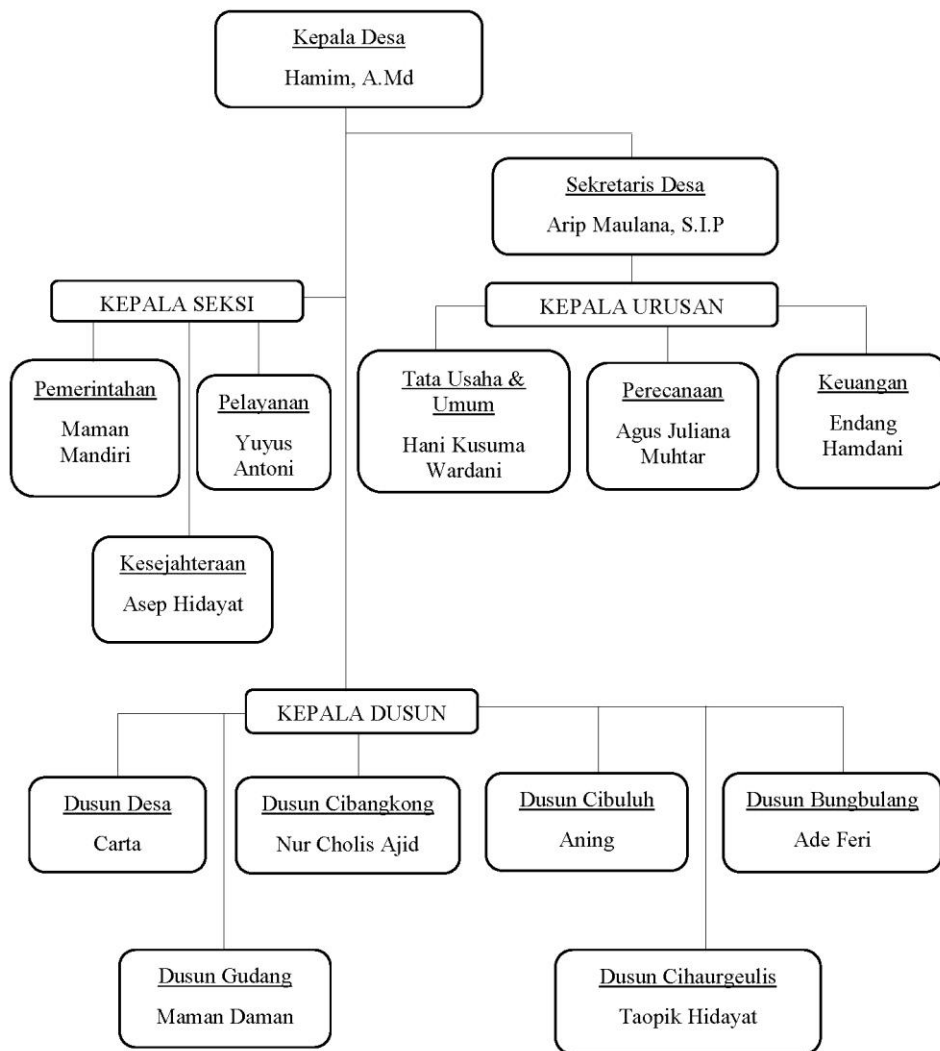 Kepala Desa
Hamim, A.Md
Sekretaris Desa
Arip Maulana, S.I.P
KEPALA SEKSI
KEPALA URUSAN
Pemerintahan
Maman
Mandiri
Pelayanan
Yuyus
Antoni
Tata Usaha &
Umum
Hani Kusuma
Wardani
Perecanaan
Agus Juliana
Muhtar
Keuangan
Endang
Hamdani
Kesejahteraan
Asep Hidayat
KEPALA DUSUN
Dusun Desa
Carta
Dusun Cibangkong
Nur Cholis Ajid
Dusun Cibuluh
Aning
Dusun Bungbulang
Ade Feri
Dusun Gudang
Maman Daman
Dusun Cihaurgeulis
Taopik Hidayat